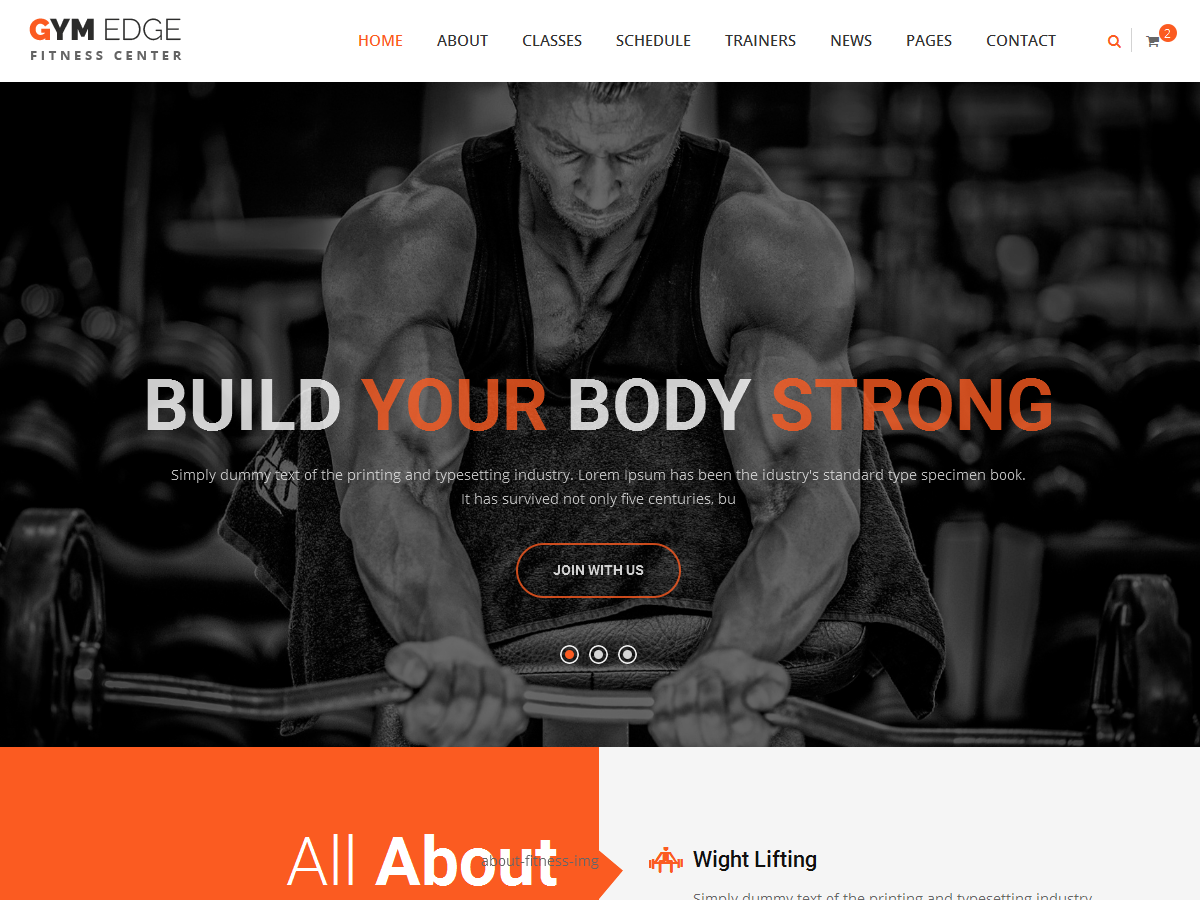 GYM EDGE
FITNESS CENTER
HOME ABOUT CLASSES SCHEDULE TRAINERS NEWS PAGES CONTACT 2
BUILD YOUR BODY STRONG
Simply dummy text of the printing and typesetting industry. Lorem Ipsum has been the idustry's standard type specimen book.
It has survived not only five centuries, bu
JOIN WITH US
All About
about-fitness-img
Wight Lifting
Simply dummy text of the printing and typesetting industry.